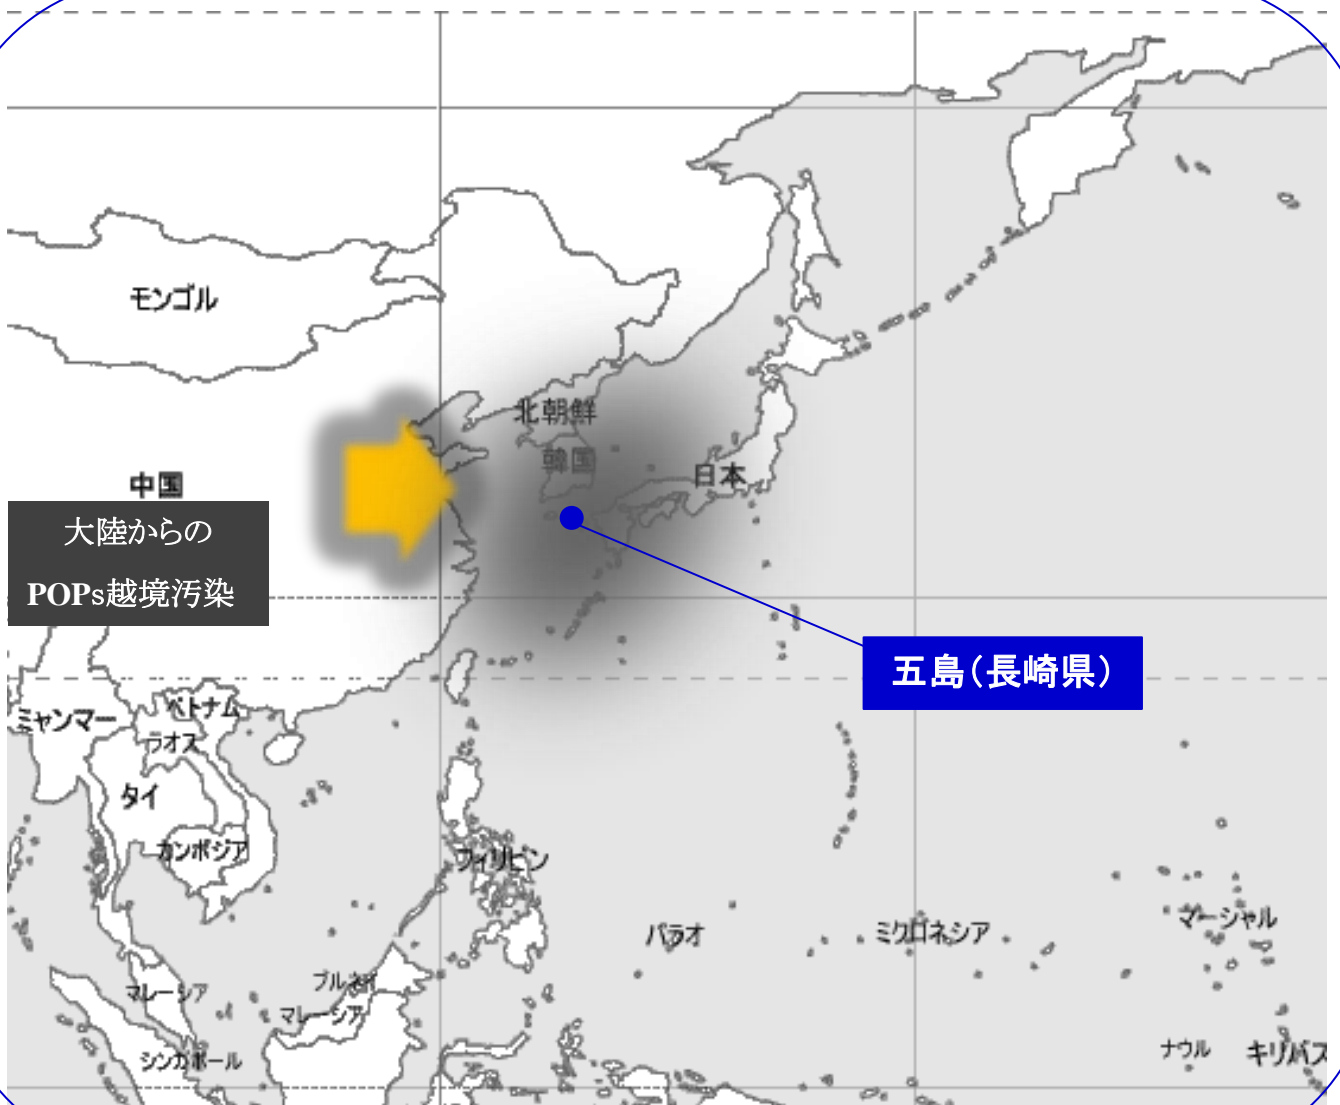 モンゴル
北朝鮮
韓国
日本
中国
大陸からの
POPs越境汚染
五島（長崎県）
ミャンマー
ベトナム
ラオス
タイ
カンボジア
フィリピン
パラオ
ミクロネシア
マーシャル
ブルネイ
マレーシア
マレーシア
シンガポール
ナウル
キリバス